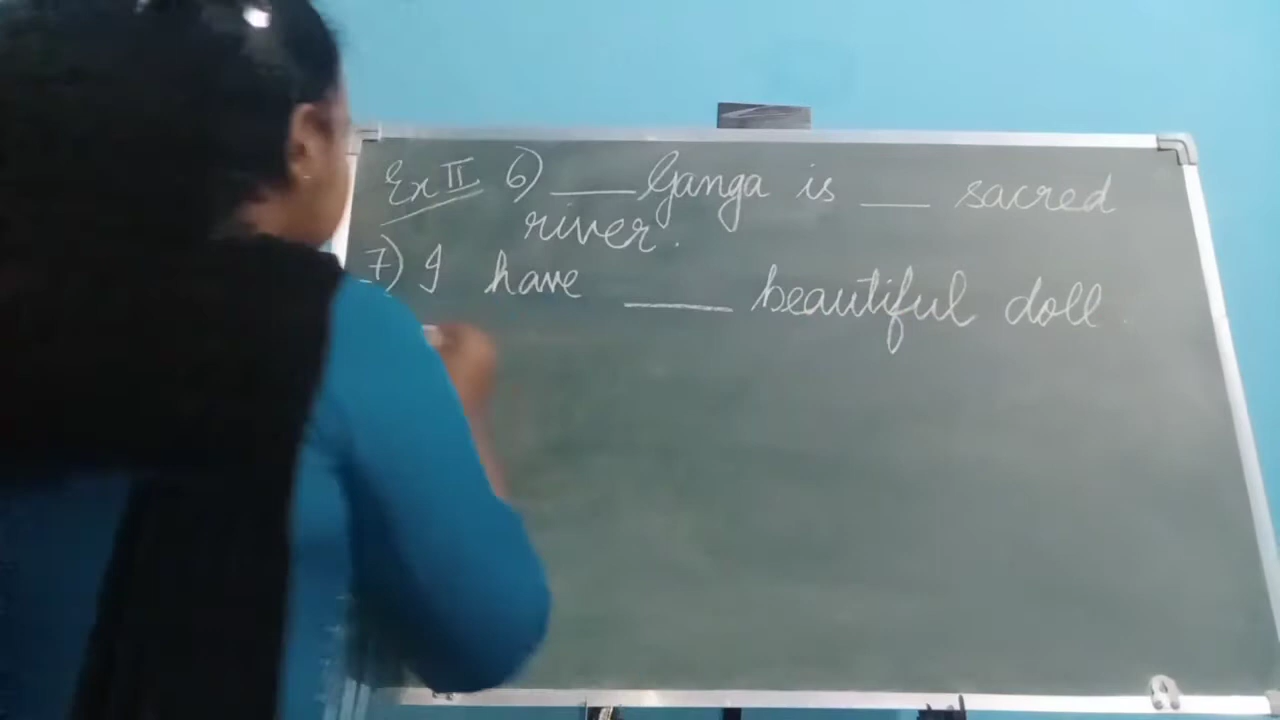 Ex II 6) ___ Ganga is ___ sacred
river.
7) I have ___ beautiful doll